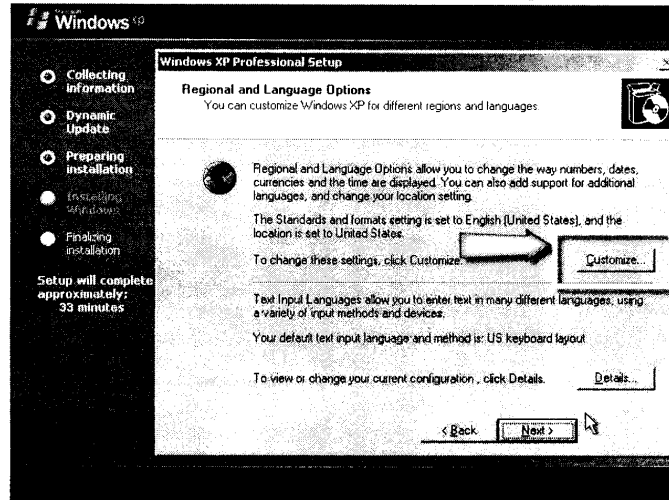 Microsoft
Windows xp
Collecting
information
Dynamic
Update
Preparing
installation
Installing
Windows
Finalizing
installation
Setup will complete
approximately:
33 minutes
Windows XP Professional Setup
Regional and Language Options
You can customize Windows XP for different regions and languages.
Regional and Language Options allow you to change the way numbers, dates,
currencies and the time are displayed. You can also add support for additional
languages, and change your location setting.
The Standards and formats setting is set to English (United States), and the
location is set to United States.
To change these settings, click Customize.
Customize...
Text Input Languages allow you to enter text in many different languages, using
a variety of input methods and devices.
Your default text input language and method is: US keyboard layout
To view or change your current configuration , click Details.
Details...
< Back
Next >